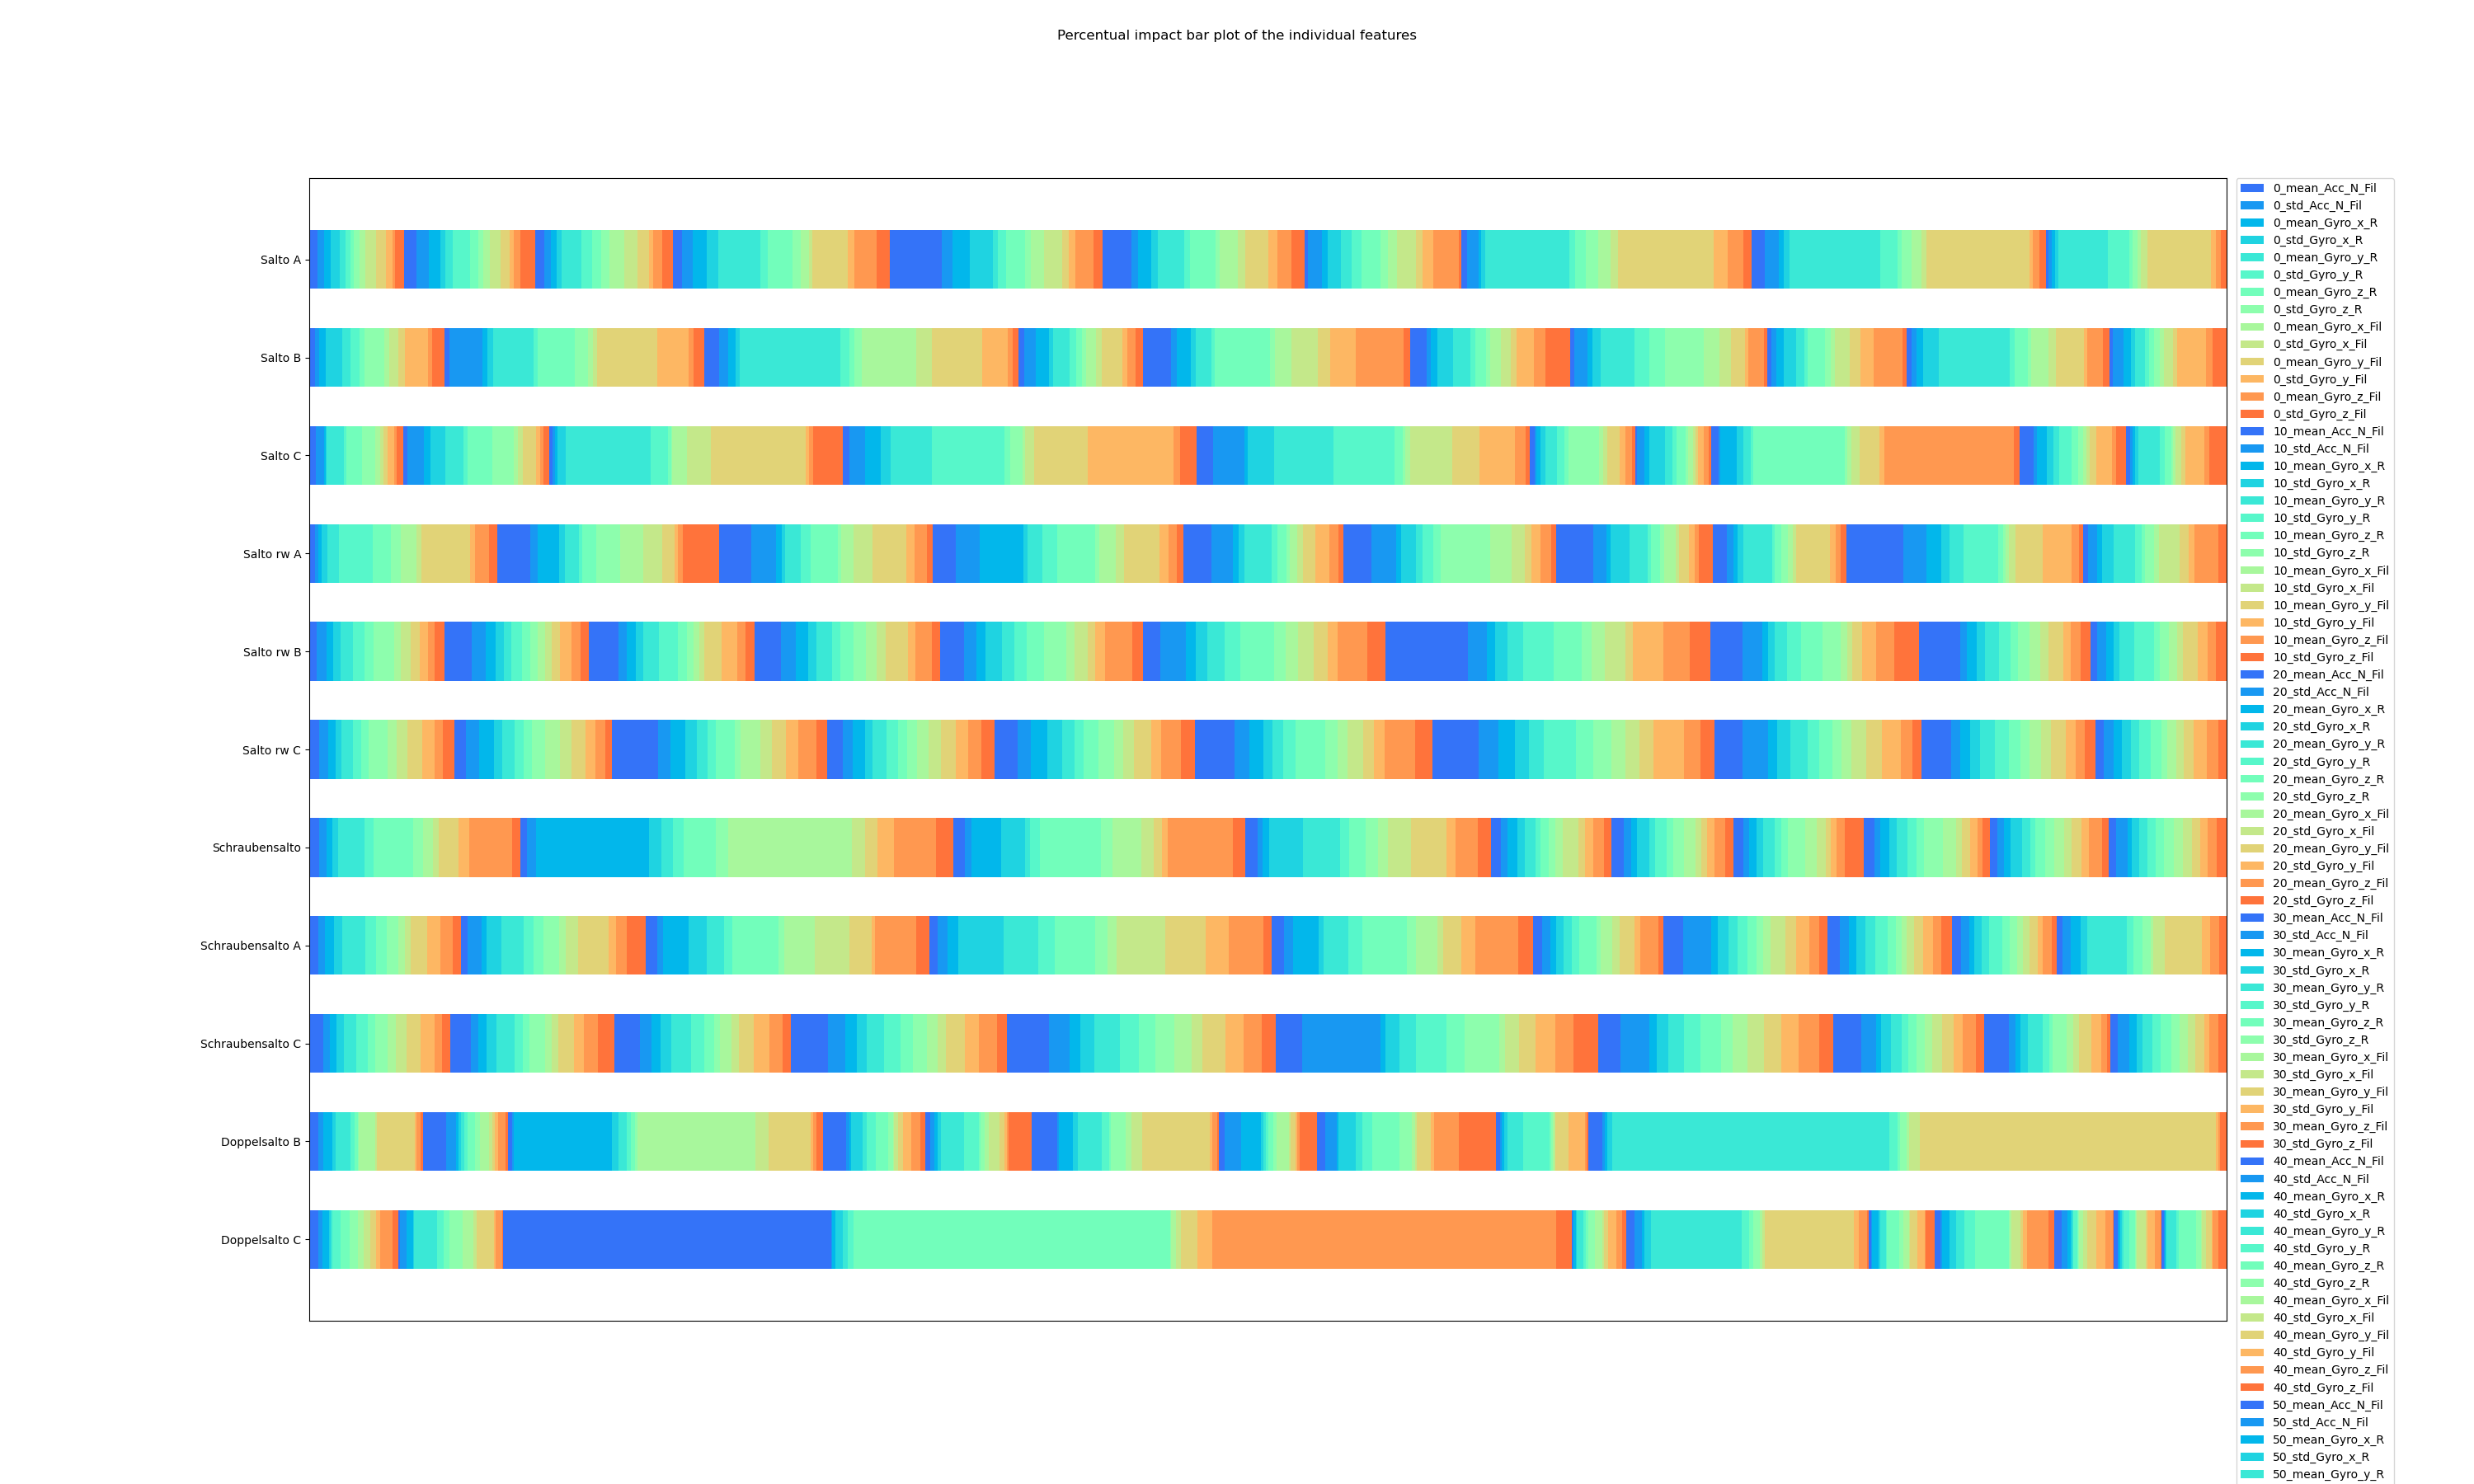 Percentual impact bar plot of the individual features
Salto A
Salto B
Salto C
Salto rw A
Salto rw B
Salto rw C
Schraubensalto
Schraubensalto A
Schraubensalto C
Doppelsalto B
Doppelsalto C
0_mean_Acc_N_Fil
0_std_Acc_N_Fil
0_mean_Gyro_x_R
0_std_Gyro_x_R
0_mean_Gyro_y_R
0_std_Gyro_y_R
0_mean_Gyro_z_R
0_std_Gyro_z_R
0_mean_Gyro_x_Fil
0_std_Gyro_x_Fil
0_mean_Gyro_y_Fil
0_std_Gyro_y_Fil
0_mean_Gyro_z_Fil
0_std_Gyro_z_Fil
10_mean_Acc_N_Fil
10_std_Acc_N_Fil
10_mean_Gyro_x_R
10_std_Gyro_x_R
10_mean_Gyro_y_R
10_std_Gyro_y_R
10_mean_Gyro_z_R
10_std_Gyro_z_R
10_mean_Gyro_x_Fil
10_std_Gyro_x_Fil
10_mean_Gyro_y_Fil
10_std_Gyro_y_Fil
10_mean_Gyro_z_Fil
10_std_Gyro_z_Fil
20_mean_Acc_N_Fil
20_std_Acc_N_Fil
20_mean_Gyro_x_R
20_std_Gyro_x_R
20_mean_Gyro_y_R
20_std_Gyro_y_R
20_mean_Gyro_z_R
20_std_Gyro_z_R
20_mean_Gyro_x_Fil
20_std_Gyro_x_Fil
20_mean_Gyro_y_Fil
20_std_Gyro_y_Fil
20_mean_Gyro_z_Fil
20_std_Gyro_z_Fil
30_mean_Acc_N_Fil
30_std_Acc_N_Fil
30_mean_Gyro_x_R
30_std_Gyro_x_R
30_mean_Gyro_y_R
30_std_Gyro_y_R
30_mean_Gyro_z_R
30_std_Gyro_z_R
30_mean_Gyro_x_Fil
30_std_Gyro_x_Fil
30_mean_Gyro_y_Fil
30_std_Gyro_y_Fil
30_mean_Gyro_z_Fil
30_std_Gyro_z_Fil
40_mean_Acc_N_Fil
40_std_Acc_N_Fil
40_mean_Gyro_x_R
40_std_Gyro_x_R
40_mean_Gyro_y_R
40_std_Gyro_y_R
40_mean_Gyro_z_R
40_std_Gyro_z_R
40_mean_Gyro_x_Fil
40_std_Gyro_x_Fil
40_mean_Gyro_y_Fil
40_std_Gyro_y_Fil
40_mean_Gyro_z_Fil
40_std_Gyro_z_Fil
50_mean_Acc_N_Fil
50_std_Acc_N_Fil
50_mean_Gyro_x_R
50_std_Gyro_x_R
50_mean_Gyro_y_R